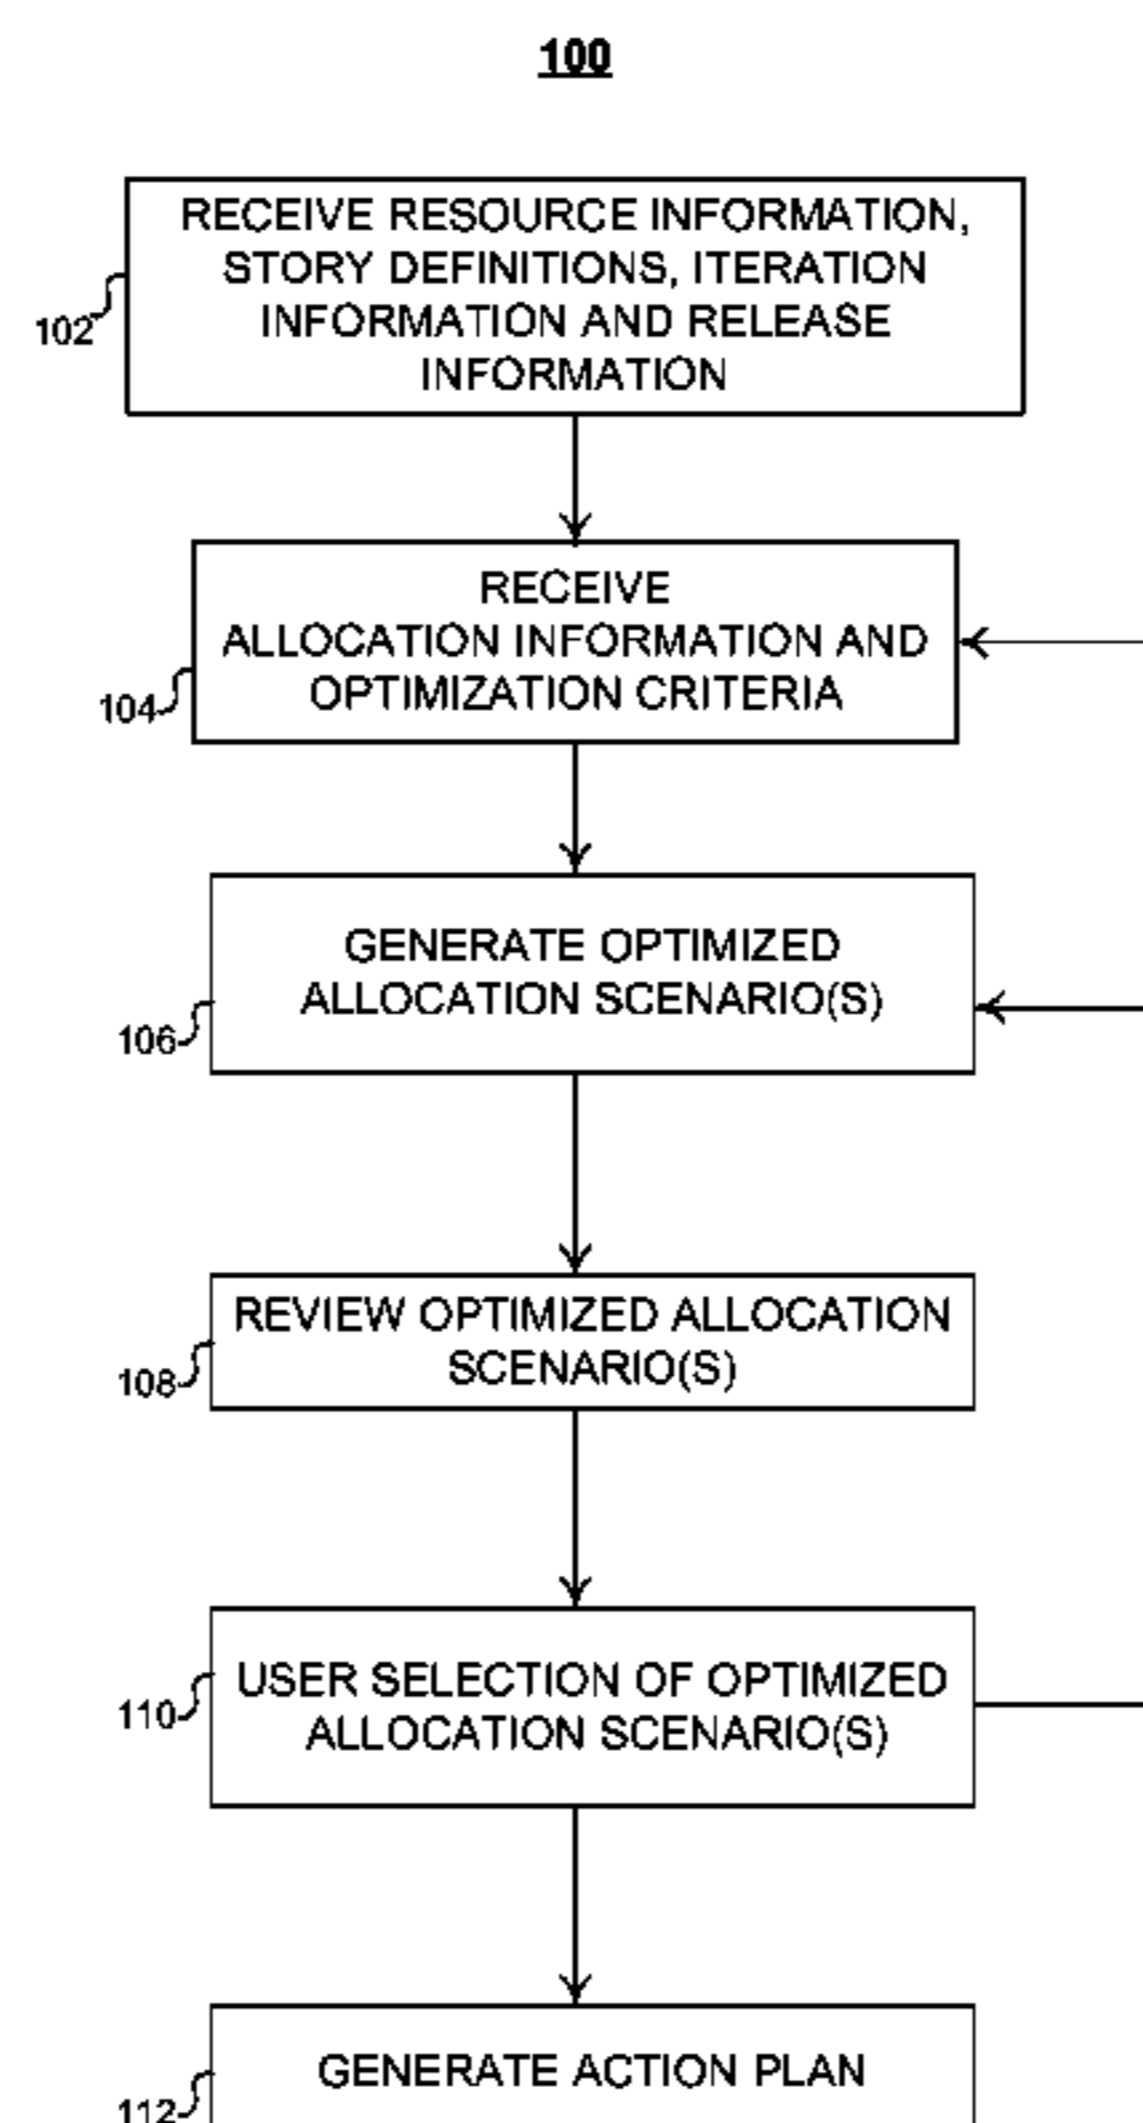 100
RECEIVE RESOURCE INFORMATION,
STORY DEFINITIONS, ITERATION
INFORMATION AND RELEASE
INFORMATION
102
RECEIVE
ALLOCATION INFORMATION AND
OPTIMIZATION CRITERIA
104
GENERATE OPTIMIZED
ALLOCATION SCENARIO(S)
106
REVIEW OPTIMIZED ALLOCATION
SCENARIO(S)
108
USER SELECTION OF OPTIMIZED
ALLOCATION SCENARIO(S)
110
GENERATE ACTION PLAN
112